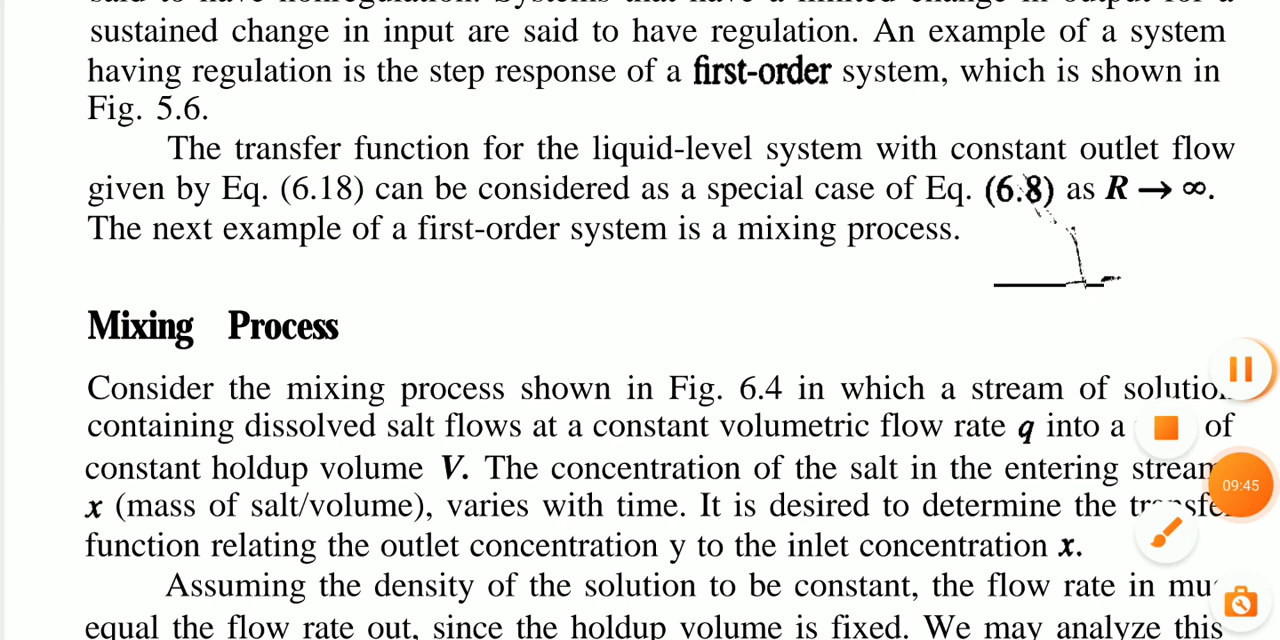 sustained change in input are said to have regulation. An example of a system
having regulation is the step response of a first-order system, which is shown in
Fig. 5.6.
The transfer function for the liquid-level system with constant outlet flow
given by Eq. (6.18) can be considered as a special case of Eq. (6.8) as R → ∞.
The next example of a first-order system is a mixing process.
Mixing Process
Consider the mixing process shown in Fig. 6.4 in which a stream of
containing dissolved salt flows at a constant volumetric flow rate q into a of
constant holdup volume V. The concentration of the salt in the entering
x (mass of salt/volume), varies with time. It is desired to determine the
function relating the outlet concentration y to the inlet concentration x.
Assuming the density of the solution to be constant, the flow rate in
equal the flow rate out, since the holdup volume is fixed. We may analyze this
09:45